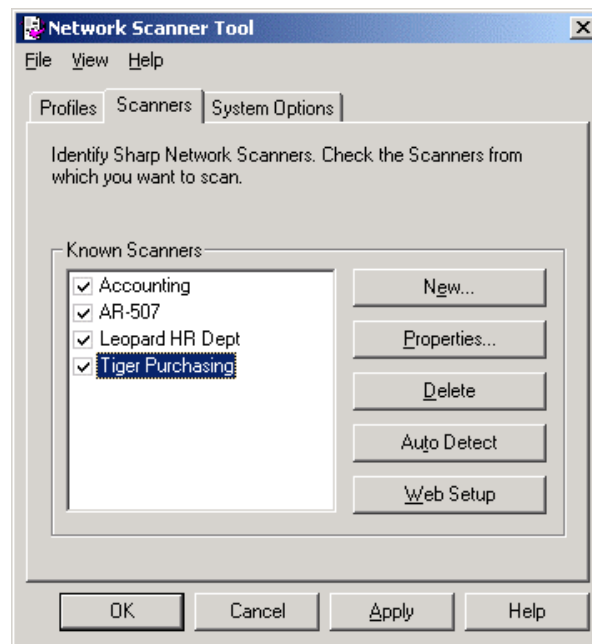 Network Scanner Tool
File View Help
Profiles Scanners System Options
Identify Sharp Network Scanners. Check the Scanners from
which you want to scan.
Known Scanners
Accounting
AR-507
Leopard HR Dept
Tiger Purchasing
New...
Properties...
Delete
Auto Detect
Web Setup
OK Cancel Apply Help